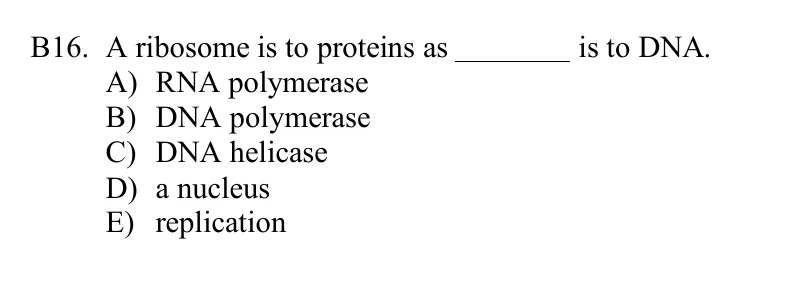 B16. A ribosome is to proteins as ________ is to DNA.
A) RNA polymerase
B) DNA polymerase
C) DNA helicase
D) a nucleus
E) replication